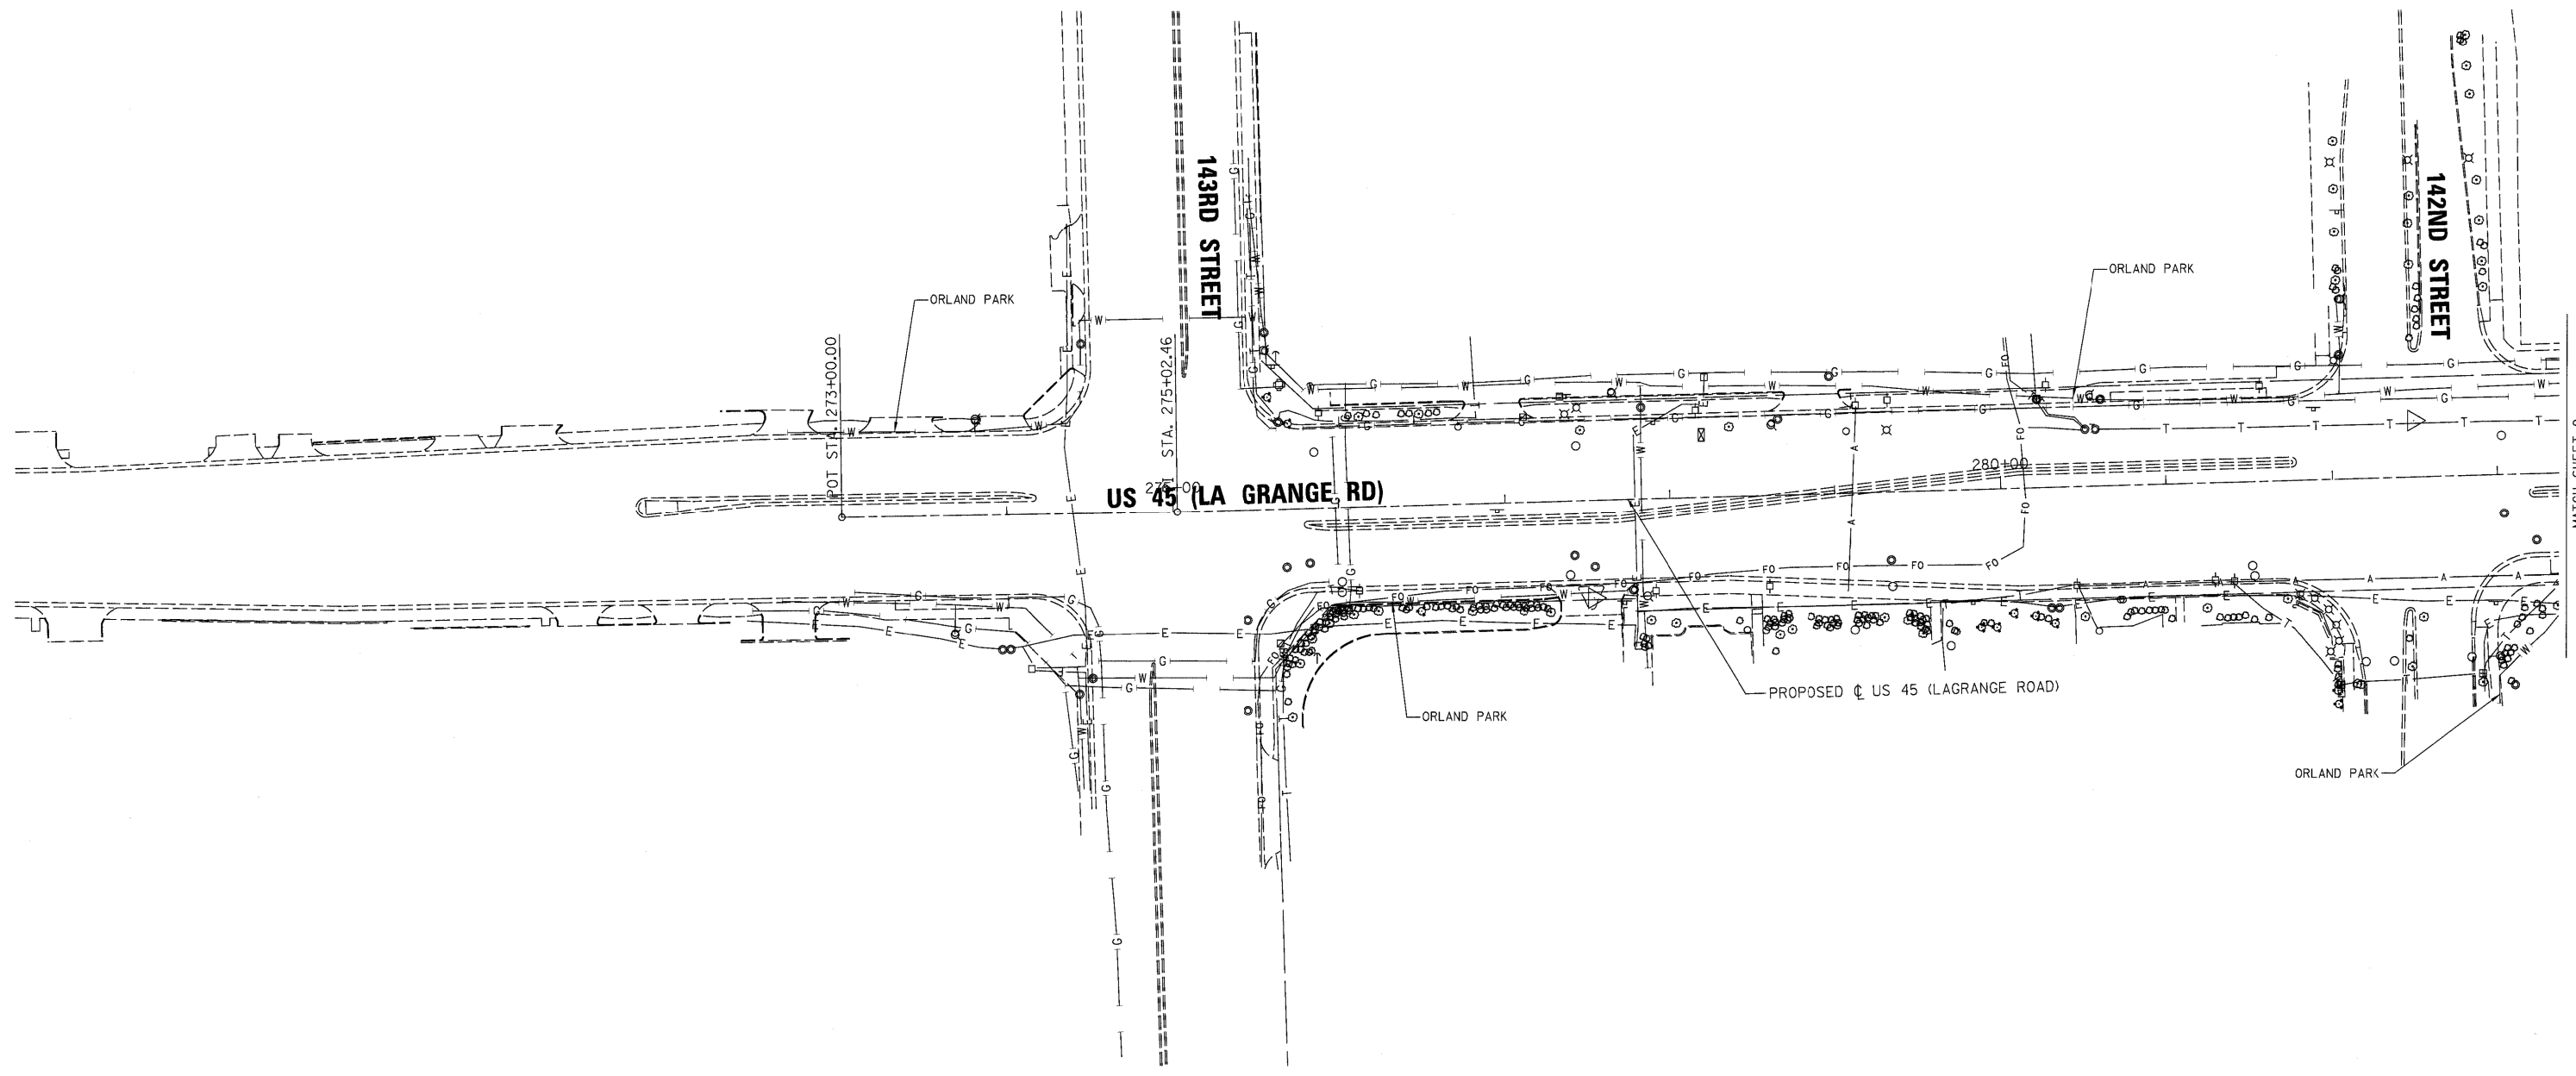 143RD STREET
142ND STREET
ORLAND PARK
ORLAND PARK
POT STA. 273+00.00
PI STA. 275+02.46
US 45 (LA GRANGE RD)
280+00
PROPOSED ℄ US 45 (LAGRANGE ROAD)
ORLAND PARK
ORLAND PARK